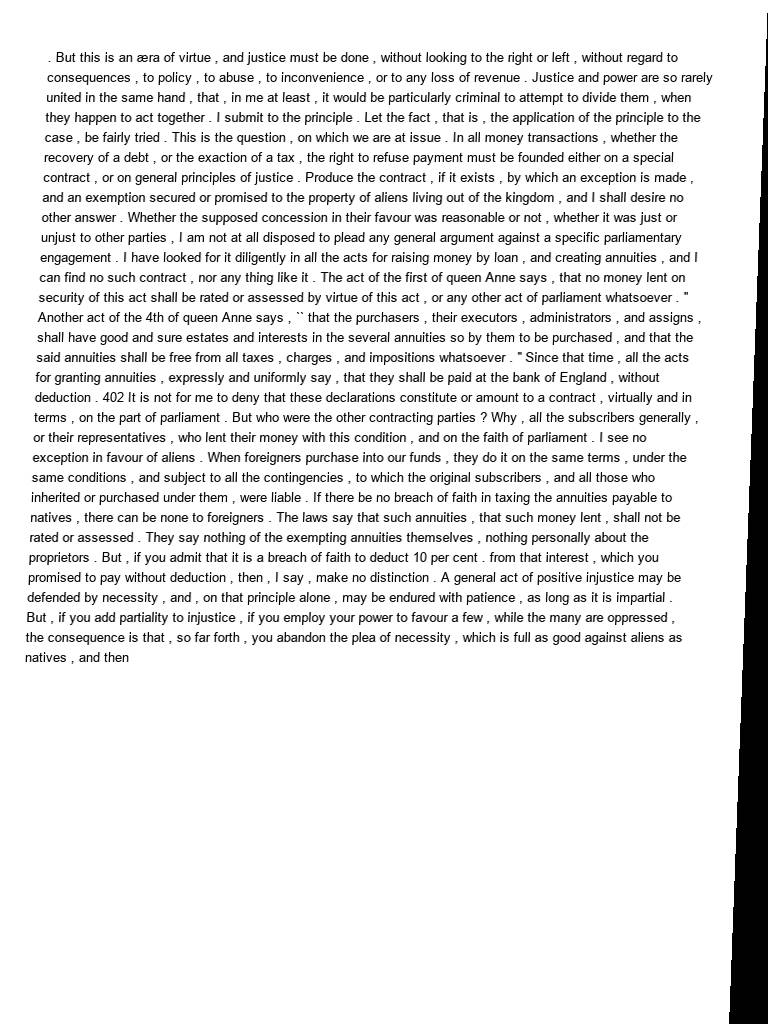 . But this is an æra of virtue , and justice must be done , without looking to the right or left , without regard to
consequences , to policy , to abuse , to inconvenience , or to any loss of revenue . Justice and power are so rarely
united in the same hand , that , in me at least , it would be particularly criminal to attempt to divide them , when
they happen to act together . I submit to the principle . Let the fact , that is , the application of the principle to the
case , be fairly tried . This is the question , on which we are at issue . In all money transactions , whether the
recovery of a debt , or the exaction of a tax , the right to refuse payment must be founded either on a special
contract , or on general principles of justice . Produce the contract , if it exists , by which an exception is made ,
and an exemption secured or promised to the property of aliens living out of the kingdom , and I shall desire no
other answer . Whether the supposed concession in their favour was reasonable or not , whether it was just or
unjust to other parties , I am not at all disposed to plead any general argument against a specific parliamentary
engagement . I have looked for it diligently in all the acts for raising money by loan , and creating annuities , and I
can find no such contract , nor any thing like it . The act of the first of queen Anne says , that no money lent on
security of this act shall be rated or assessed by virtue of this act , or any other act of parliament whatsoever . "
Another act of the 4th of queen Anne says , `` that the purchasers , their executors , administrators , and assigns ,
shall have good and sure estates and interests in the several annuities so by them to be purchased , and that the
said annuities shall be free from all taxes , charges , and impositions whatsoever . " Since that time , all the acts
for granting annuities , expressly and uniformly say , that they shall be paid at the bank of England , without
deduction . 402 It is not for me to deny that these declarations constitute or amount to a contract , virtually and in
terms , on the part of parliament . But who were the other contracting parties ? Why , all the subscribers generally ,
or their representatives , who lent their money with this condition , and on the faith of parliament . I see no
exception in favour of aliens . When foreigners purchase into our funds , they do it on the same terms , under the
same conditions , and subject to all the contingencies , to which the original subscribers , and all those who
inherited or purchased under them , were liable . If there be no breach of faith in taxing the annuities payable to
natives , there can be none to foreigners . The laws say that such annuities , that such money lent , shall not be
rated or assessed . They say nothing of the exempting annuities themselves , nothing personally about the
proprietors . But , if you admit that it is a breach of faith to deduct 10 per cent . from that interest , which you
promised to pay without deduction , then , I say , make no distinction . A general act of positive injustice may be
defended by necessity , and , on that principle alone , may be endured with patience , as long as it is impartial .
But , if you add partiality to injustice , if you employ your power to favour a few , while the many are oppressed ,
the consequence is that , so far forth , you abandon the plea of necessity , which is full as good against aliens as
natives , and then